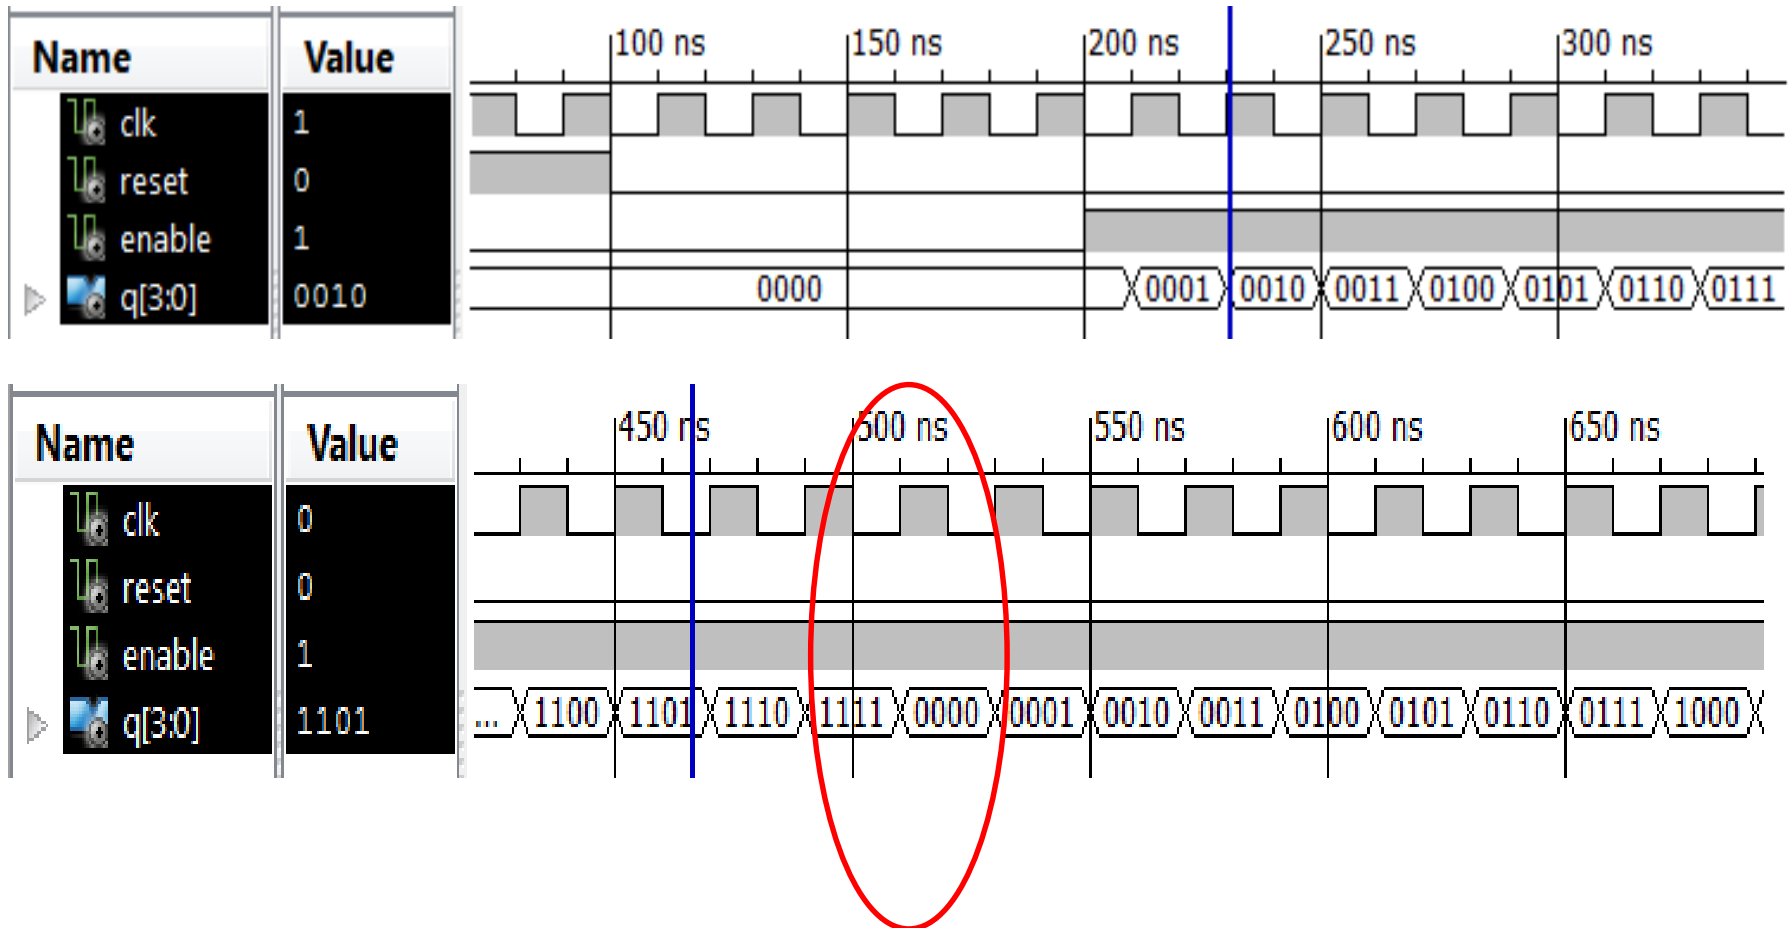 Name Value 100 ns 150 ns 200 ns 250 ns 300 ns
clk 1
reset 0
enable 1
q[3:0] 0010 0000 0001 0010 0011 0100 0101 0110 0111
Name Value 450 ns 500 ns 550 ns 600 ns 650 ns
clk 0
reset 0
enable 1
q[3:0] 1101 ... 1100 1101 1110 1111 0000 0001 0010 0011 0100 0101 0110 0111 1000